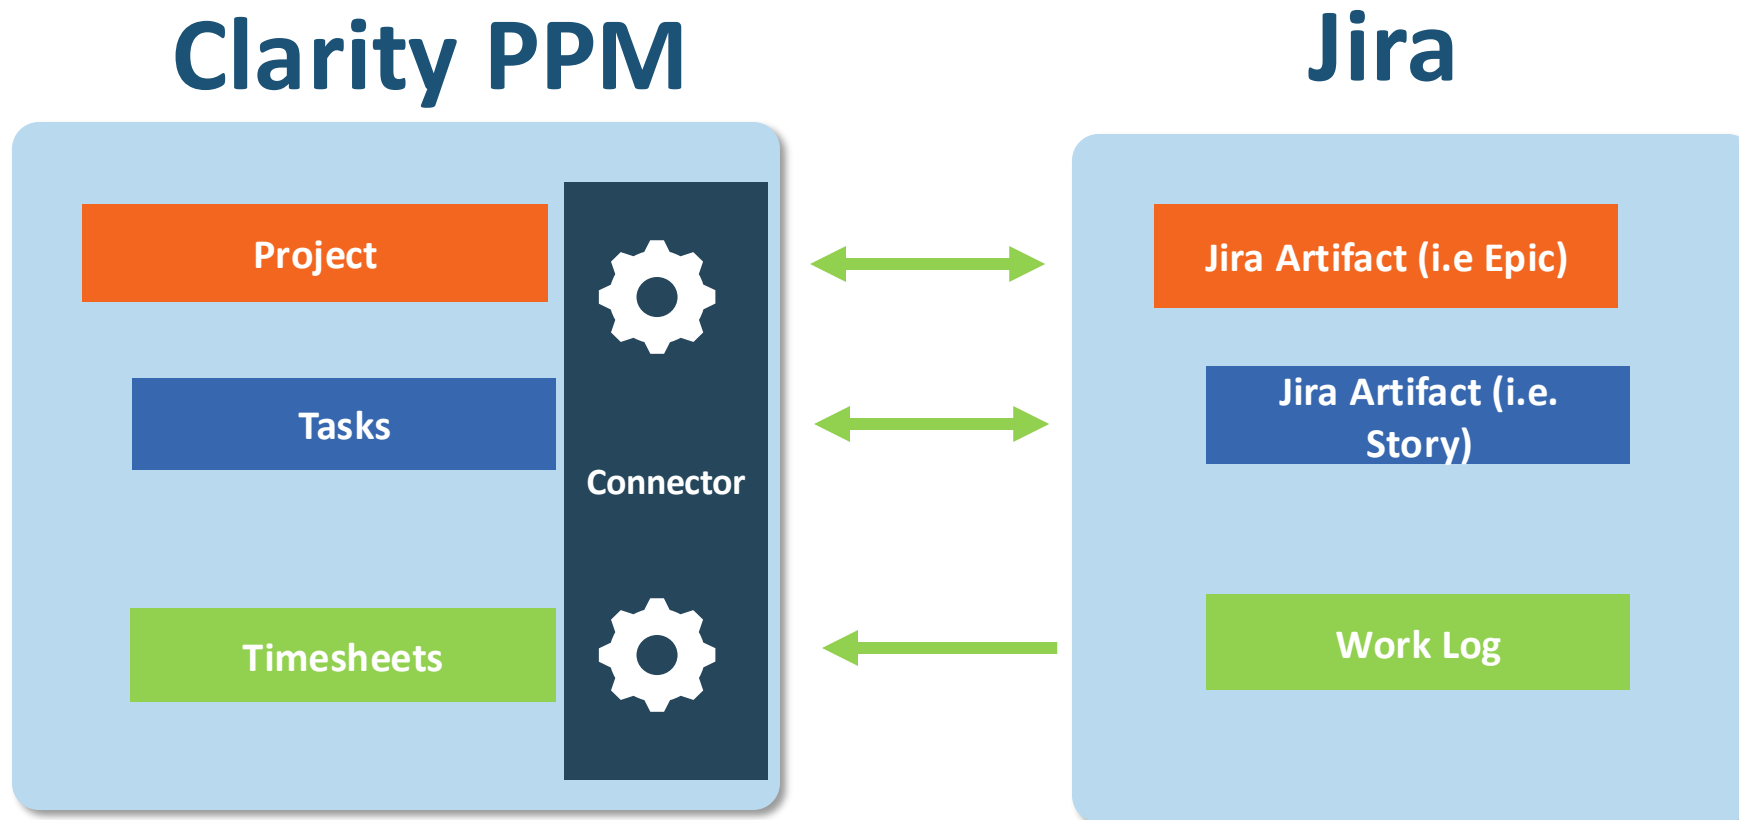 Clarity PPM
Jira
Project
Jira Artifact (i.e Epic)
Tasks
Jira Artifact (i.e.
Story)
Connector
Timesheets
Work Log